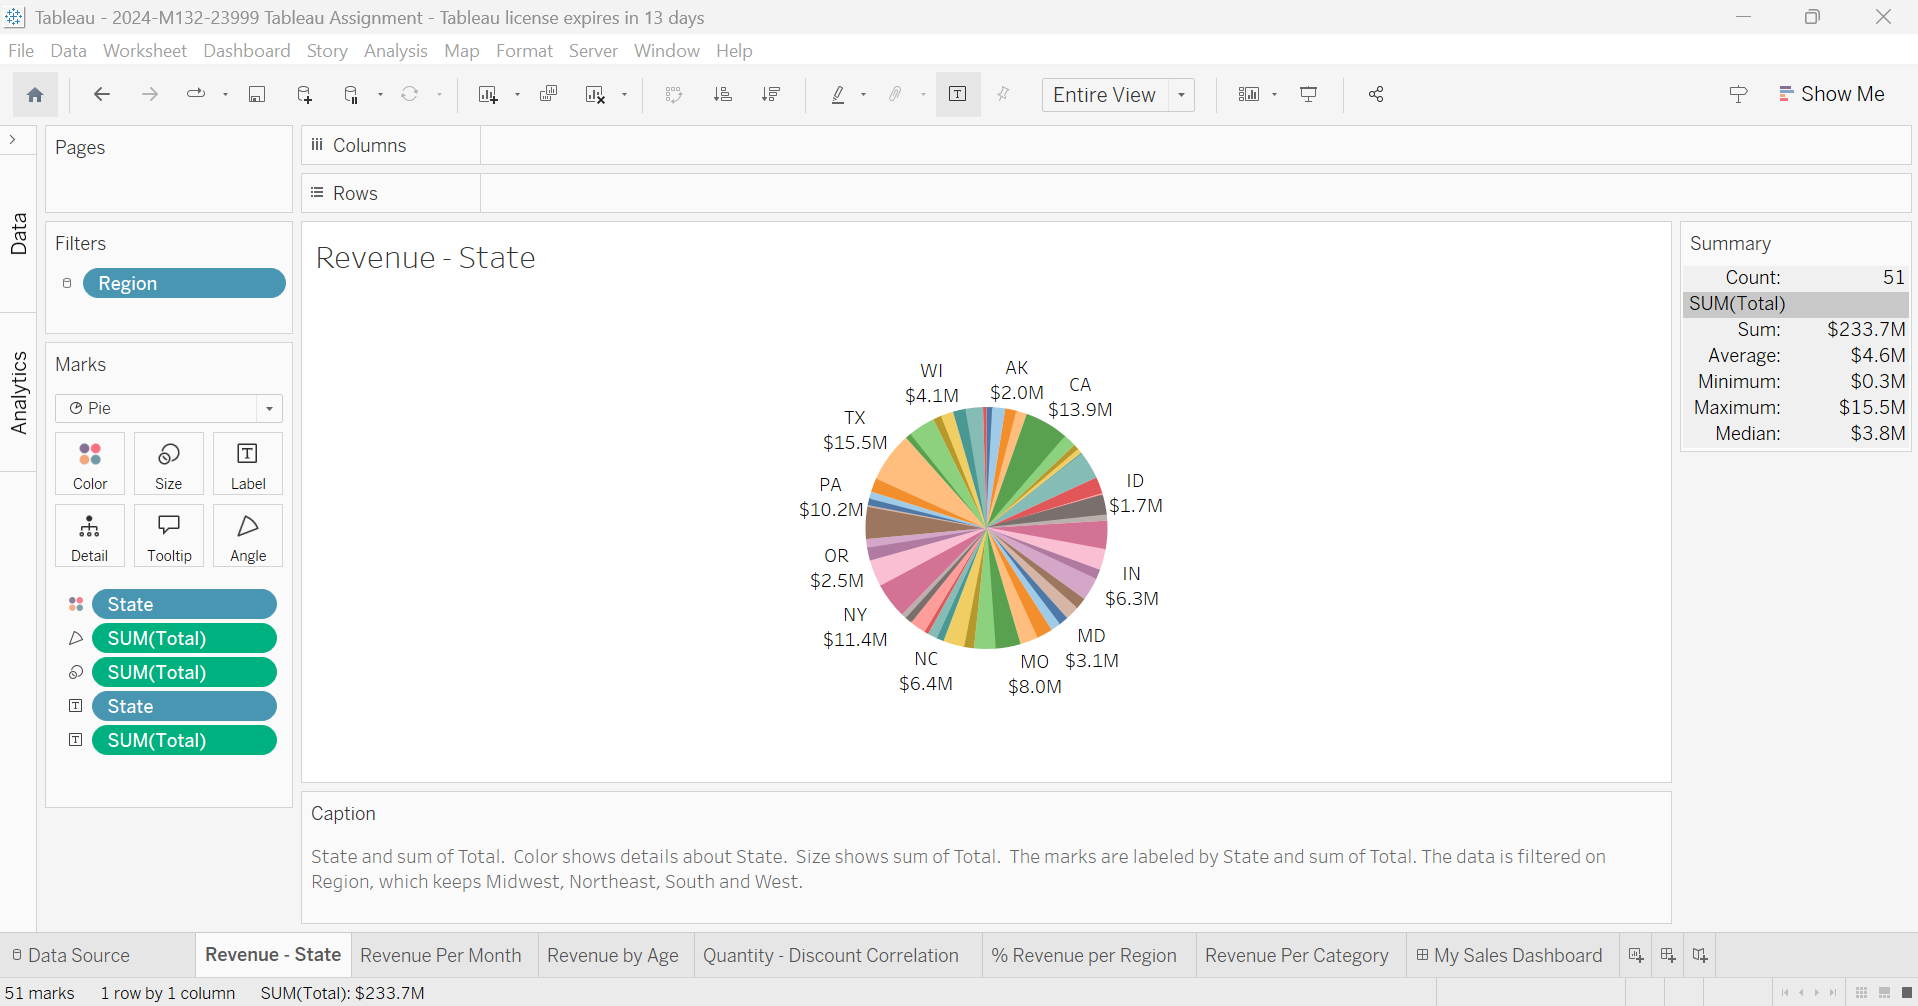 Tableau - 2024-M132-23999 Tableau Assignment - Tableau license expires in 13 days
File Data Worksheet Dashboard Story Analysis Map Format Server Window Help
Entire View
Show Me
Data
Analytics
Pages
Filters
Region
Marks
Pie
Color Size Label
Detail Tooltip Angle
State
SUM(Total)
SUM(Total)
State
SUM(Total)
Columns
Rows
Revenue - State
WI
$4.1M
AK
$2.0M
CA
$13.9M
TX
$15.5M
ID
$1.7M
PA
$10.2M
OR
$2.5M
IN
$6.3M
NY
$11.4M
MD
$3.1M
NC
$6.4M
MO
$8.0M
Caption
State and sum of Total.  Color shows details about State.  Size shows sum of Total.  The marks are labeled by State and sum of Total. The data is filtered on
Region, which keeps Midwest, Northeast, South and West.
Summary
Count: 51
SUM(Total)
Sum: $233.7M
Average: $4.6M
Minimum: $0.3M
Maximum: $15.5M
Median: $3.8M
Data Source Revenue - State Revenue Per Month Revenue by Age Quantity - Discount Correlation % Revenue per Region Revenue Per Category My Sales Dashboard
51 marks 1 row by 1 column SUM(Total): $233.7M